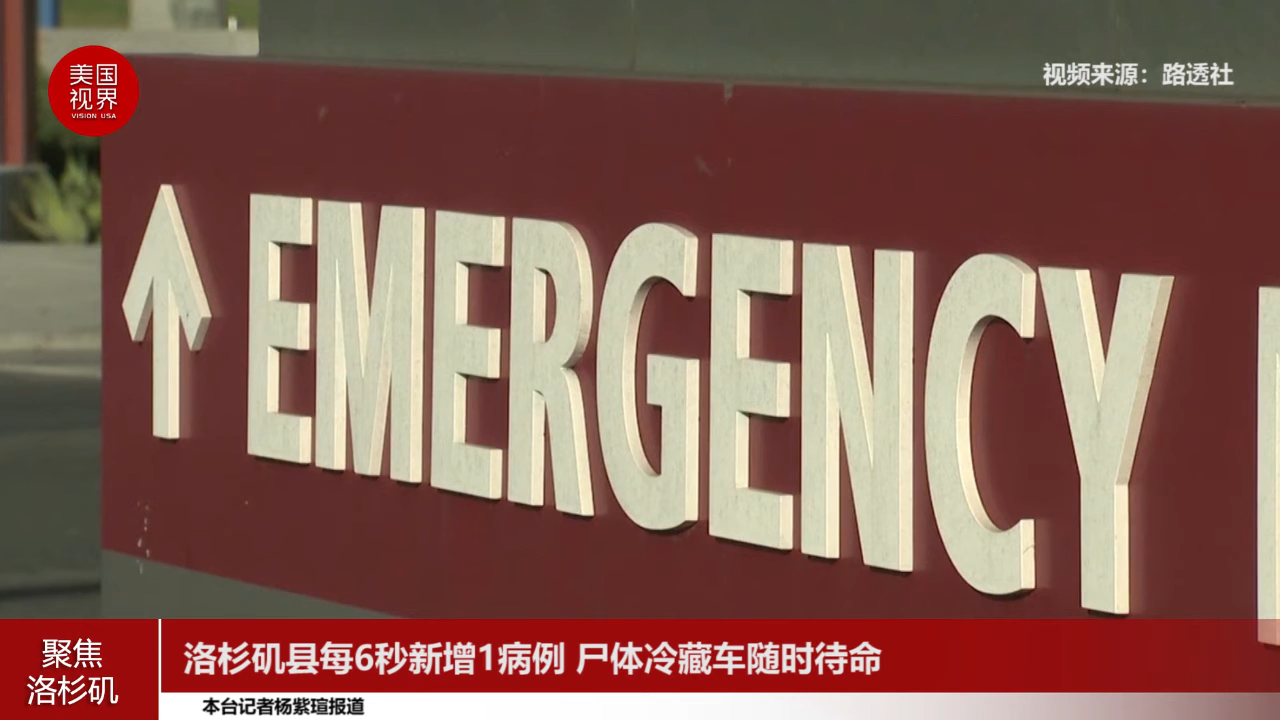 美国
视界
VISION USA
视频来源：路透社
EMERGENCY
聚焦
洛杉矶
洛杉矶县每6秒新增1病例 尸体冷藏车随时待命
本台记者杨紫瑄报道